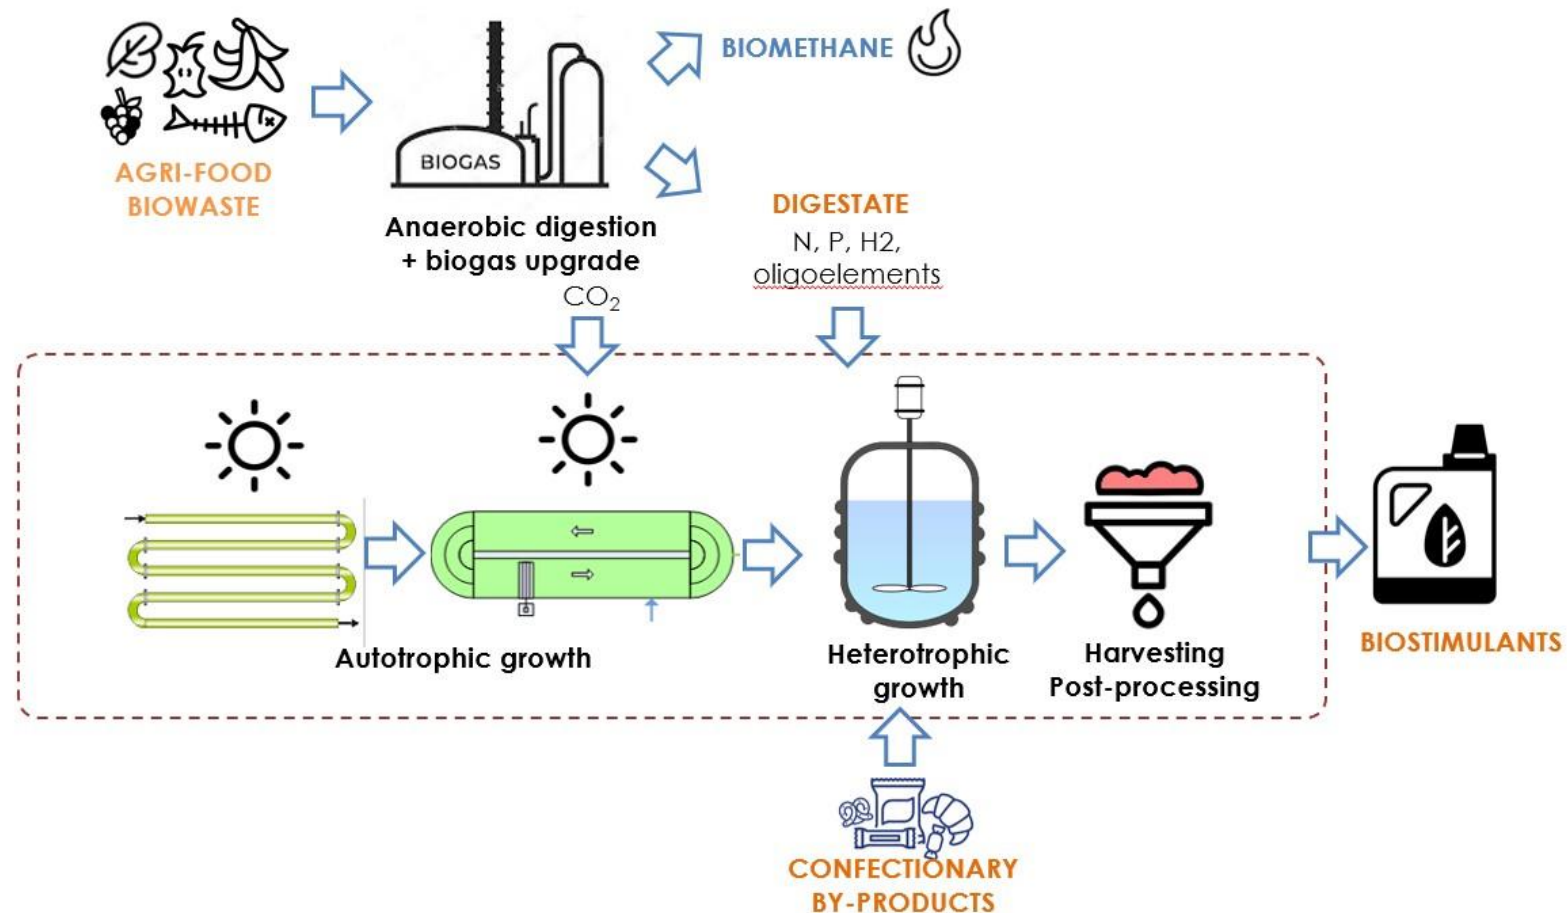 BIOMETHANE
BIOGAS
AGRI-FOOD
BIOWASTE
Anaerobic digestion
+ biogas upgrade
CO₂
DIGESTATE
N, P, H2,
oligoelements
Autotrophic growth
Heterotrophic
growth
Harvesting
Post-processing
BIOSTIMULANTS
CONFECTIONARY
BY-PRODUCTS